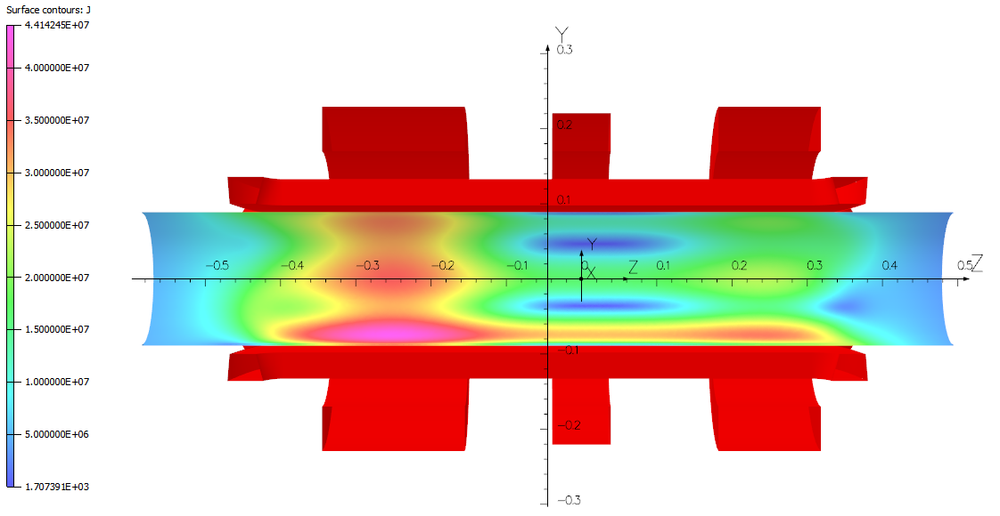 Surface contours: J
4.414245E+07
4.000000E+07
3.500000E+07
3.000000E+07
2.500000E+07
2.000000E+07
1.500000E+07
1.000000E+07
5.000000E+06
1.707391E+03
Y
0.3
0.2
0.1
Y
−0.5 −0.4 −0.3 −0.2 −0.1 0 Z 0.1 0.2 0.3 0.4 0.5 Z
X
−0.1
−0.2
−0.3